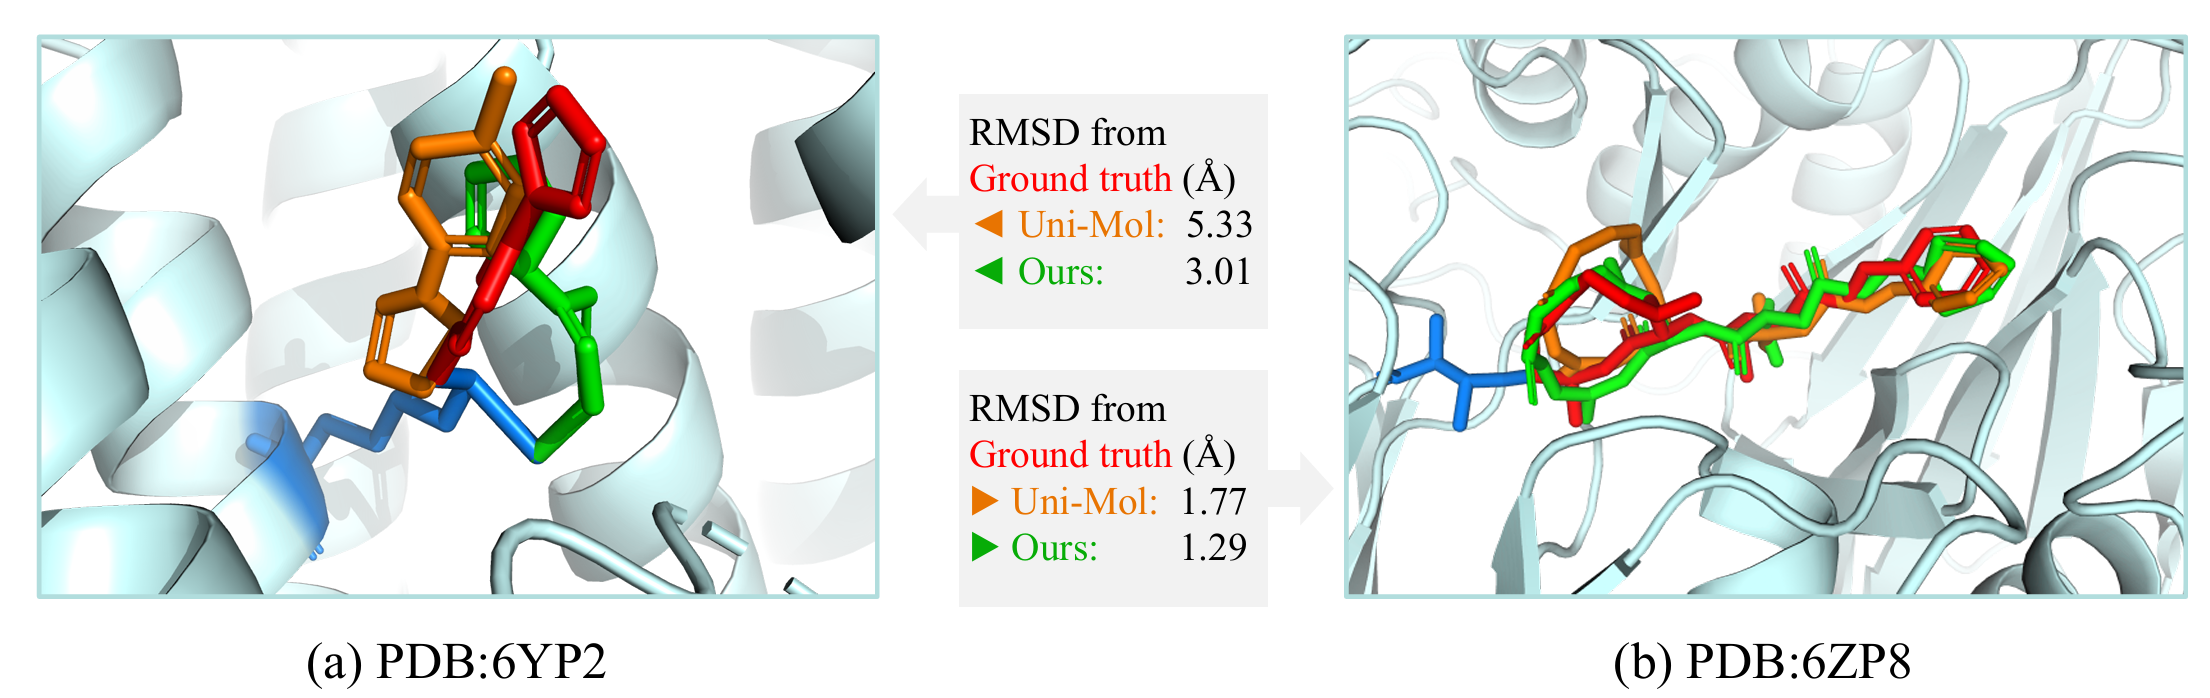 RMSD from
Ground truth (Å)
◄ Uni-Mol: 5.33
◄ Ours: 3.01
RMSD from
Ground truth (Å)
► Uni-Mol: 1.77
► Ours: 1.29
(a) PDB:6YP2
(b) PDB:6ZP8